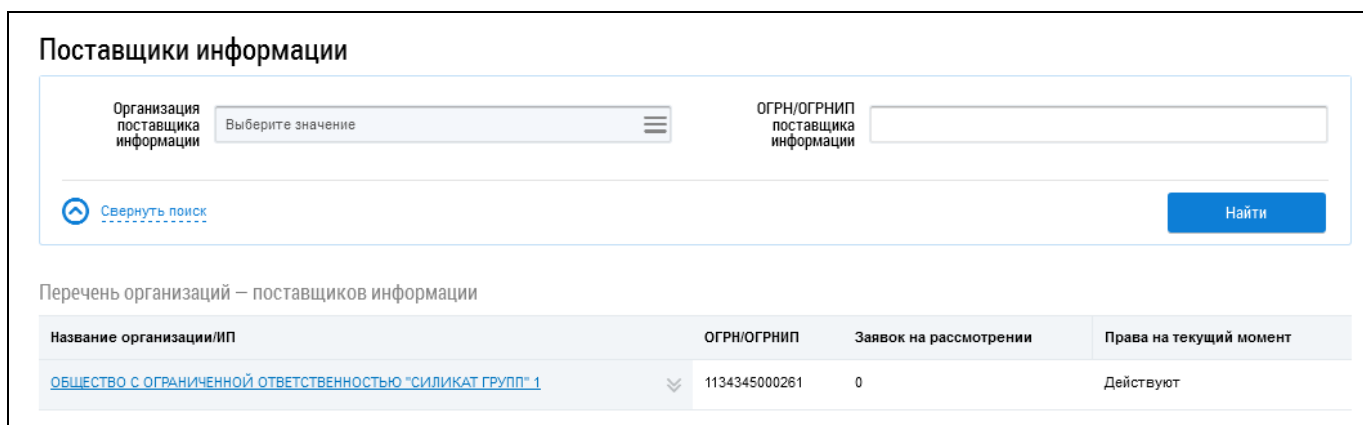 Поставщики информации
Организация
поставщика
информации
Выберите значение
ОГРН/ОГРНИП
поставщика
информации
Свернуть поиск
Найти
Перечень организаций — поставщиков информации
Название организации/ИП ОГРН/ОГРНИП Заявок на рассмотрении Права на текущий момент
ОБЩЕСТВО С ОГРАНИЧЕННОЙ ОТВЕТСТВЕННОСТЬЮ "СИЛИКАТ ГРУПП" 1 1134345000261 0 Действуют